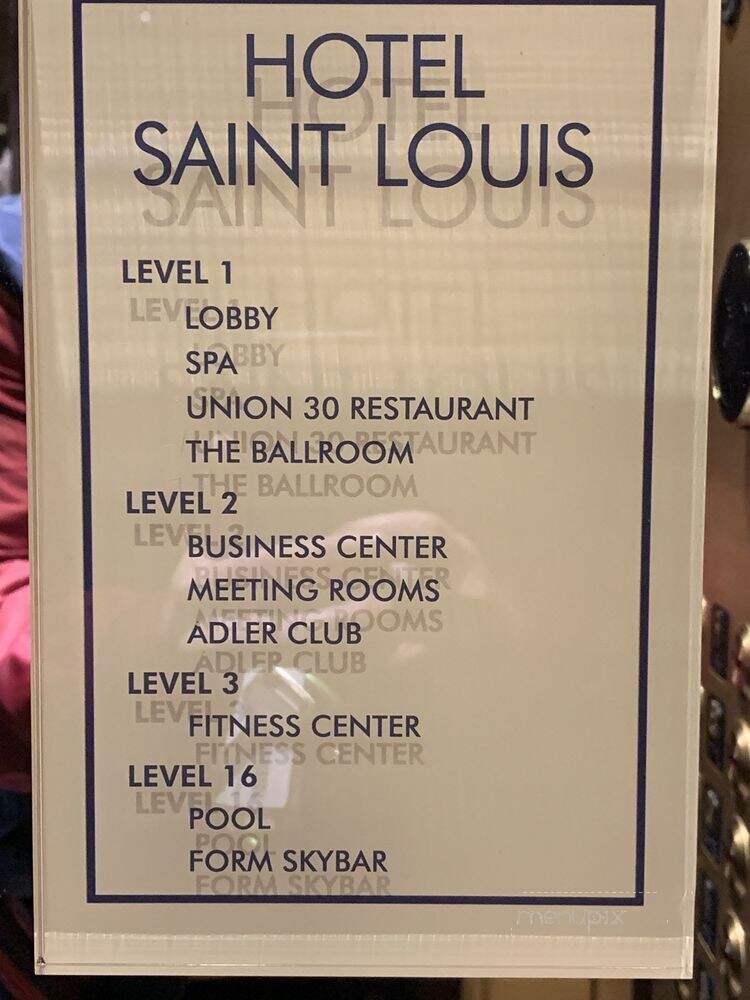 HOTEL
SAINT LOUIS
LEVEL 1
LOBBY
SPA
UNION 30 RESTAURANT
THE BALLROOM
LEVEL 2
BUSINESS CENTER
MEETING ROOMS
ADLER CLUB
LEVEL 3
FITNESS CENTER
LEVEL 16
POOL
FORM SKYBAR
menupix